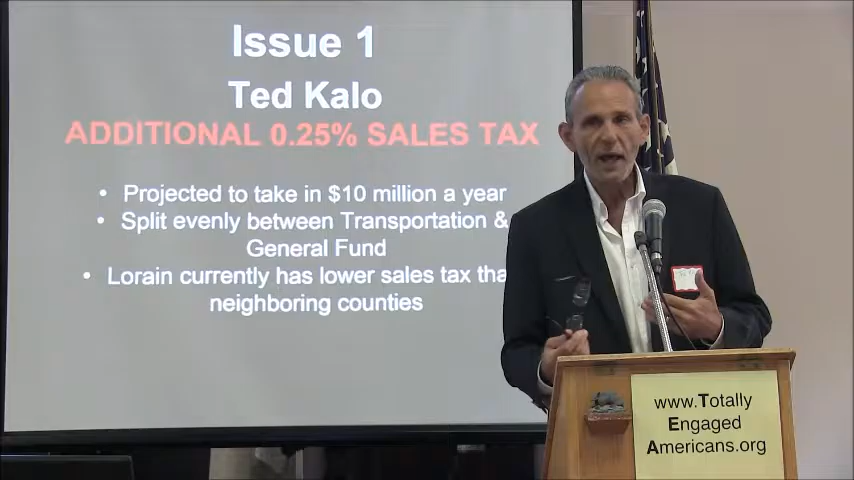 Issue 1
Ted Kalo
ADDITIONAL 0.25% SALES TAX
• Projected to take in $10 million a year
• Split evenly between Transportation &
General Fund
• Lorain currently has lower sales tax tha
neighboring counties
www.Totally
Engaged
Americans.org